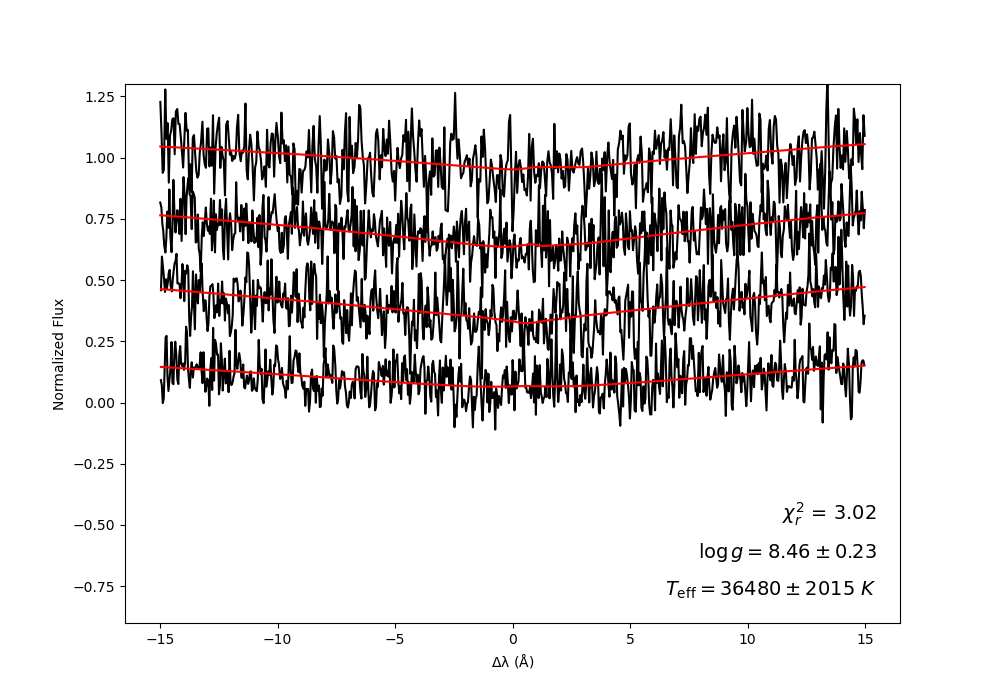 1.25
1.00
0.75
0.50
0.25
0.00
−0.25
−0.50
−0.75
Normalized Flux
χ²ᵣ = 3.02
log g = 8.46 ± 0.23
T_eff = 36480 ± 2015 K
−15 −10 −5 0 5 10 15
Δλ (Å)